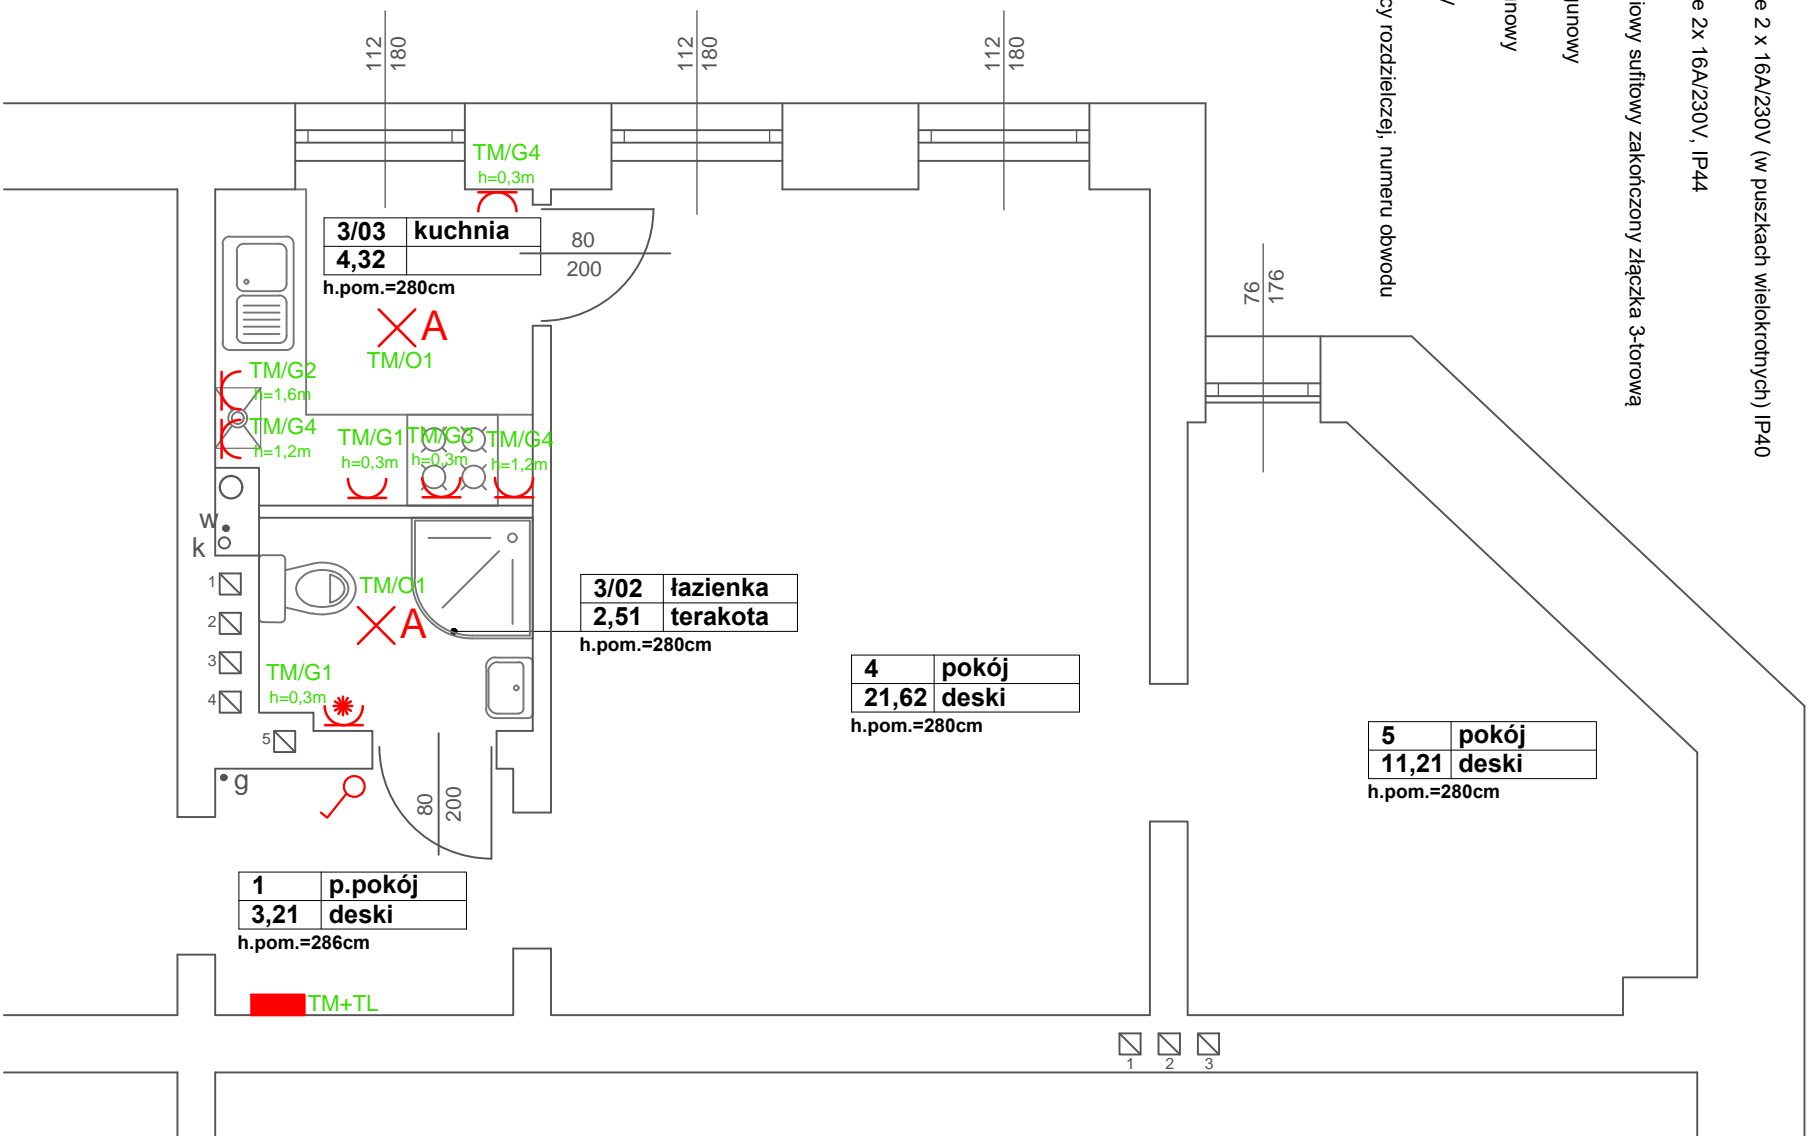 112
180
112
180
112
180
TM/G4
h=0,3m
3/03 kuchnia
4,32
h.pom.=280cm
80
200
A
TM/O1
TM/G2
h=1,6m
TM/G4
h=1,2m
TM/G1
h=0,3m
TM/G3
h=0,3m
TM/G4
h=1,2m
76
176
w
k
1
2
3
4
5
g
TM/O1
A
TM/G1
h=0,3m
3/02 łazienka
2,51 terakota
h.pom.=280cm
4 pokój
21,62 deski
h.pom.=280cm
5 pokój
11,21 deski
h.pom.=280cm
80
200
1 p.pokój
3,21 deski
h.pom.=286cm
TM+TL
1
2
3
e 2 x 16A/230V (w puszkach wielokrotnych) IP40
e 2x 16A/230V, IP44
iowy sufitowy zakończony złączka 3-torową
gunowy
unowy
cy rozdzielczej, numeru obwodu